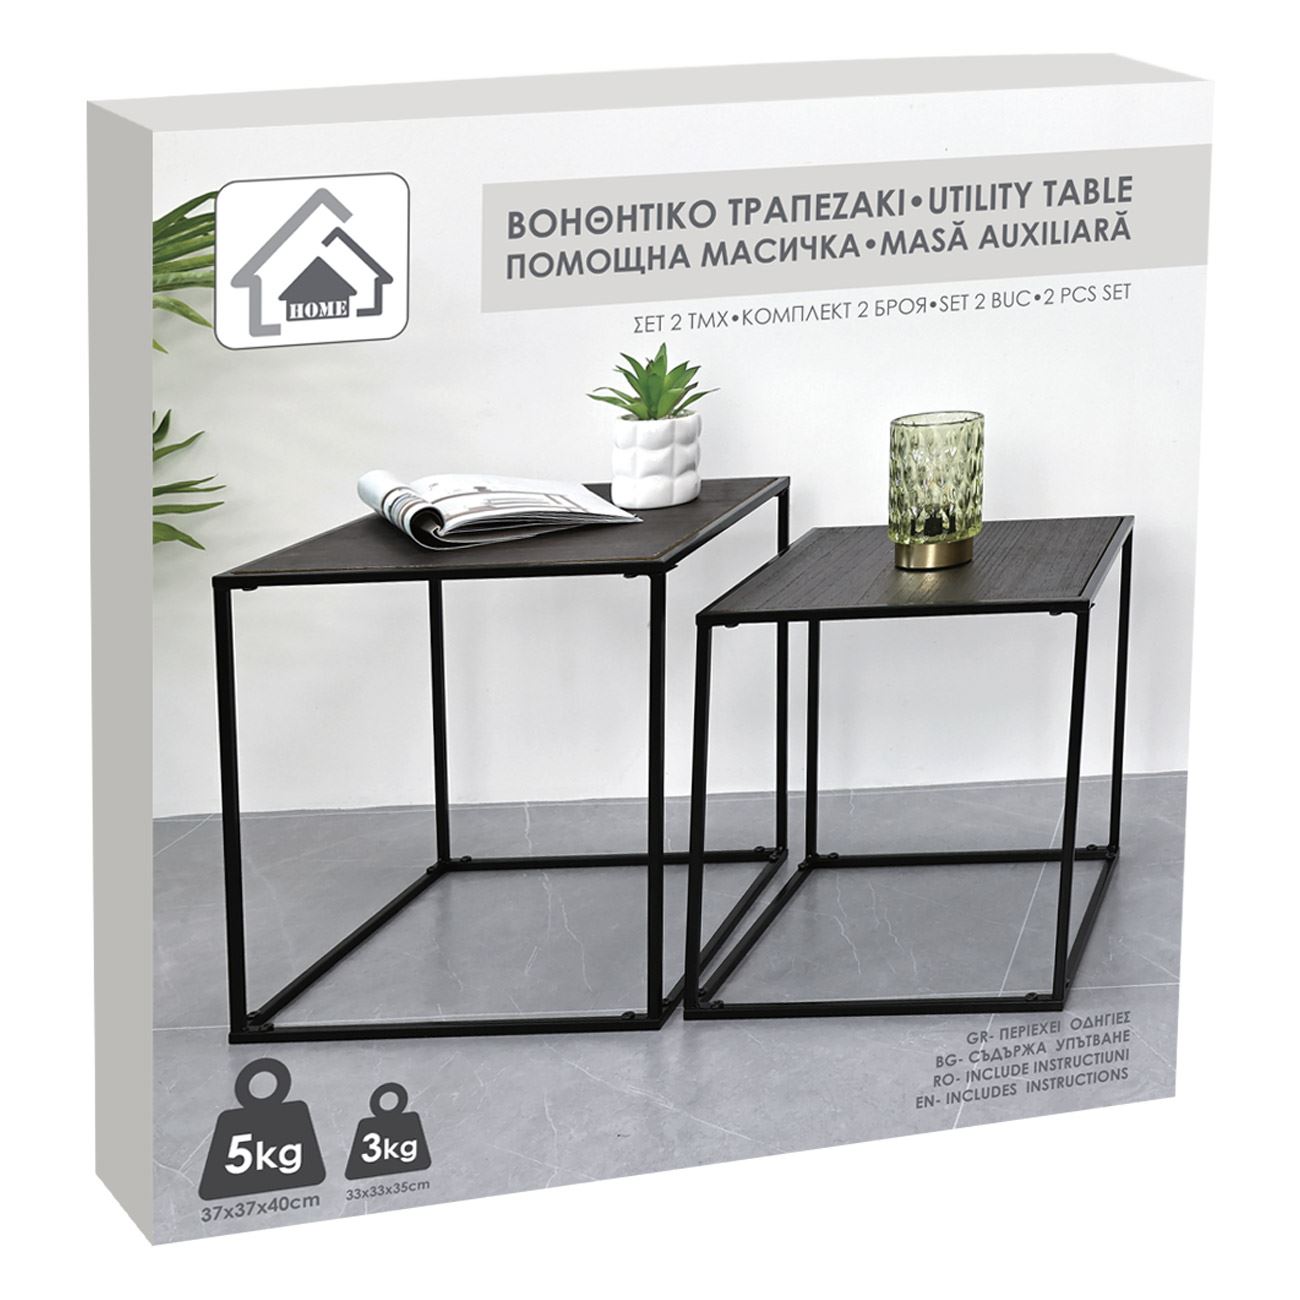 HOME
ΒΟΗΘΗΤΙΚΟ ΤΡΑΠΕΖΑΚΙ•UTILITY TABLE
ПОМОЩНА МАСИЧКА•MASĂ AUXILIARĂ
ΣΕΤ 2 ΤΜΧ•КОМПЛЕКТ 2 БРОЯ•SET 2 BUC•2 PCS SET
GR- ΠΕΡΙΕΧΕΙ ΟΔΗΓΙΕΣ
BG- СЪДЪРЖА УПЪТВАНЕ
RO- INCLUDE INSTRUCTIUNI
EN- INCLUDES INSTRUCTIONS
5kg 3kg
37x37x40cm 33x33x35cm